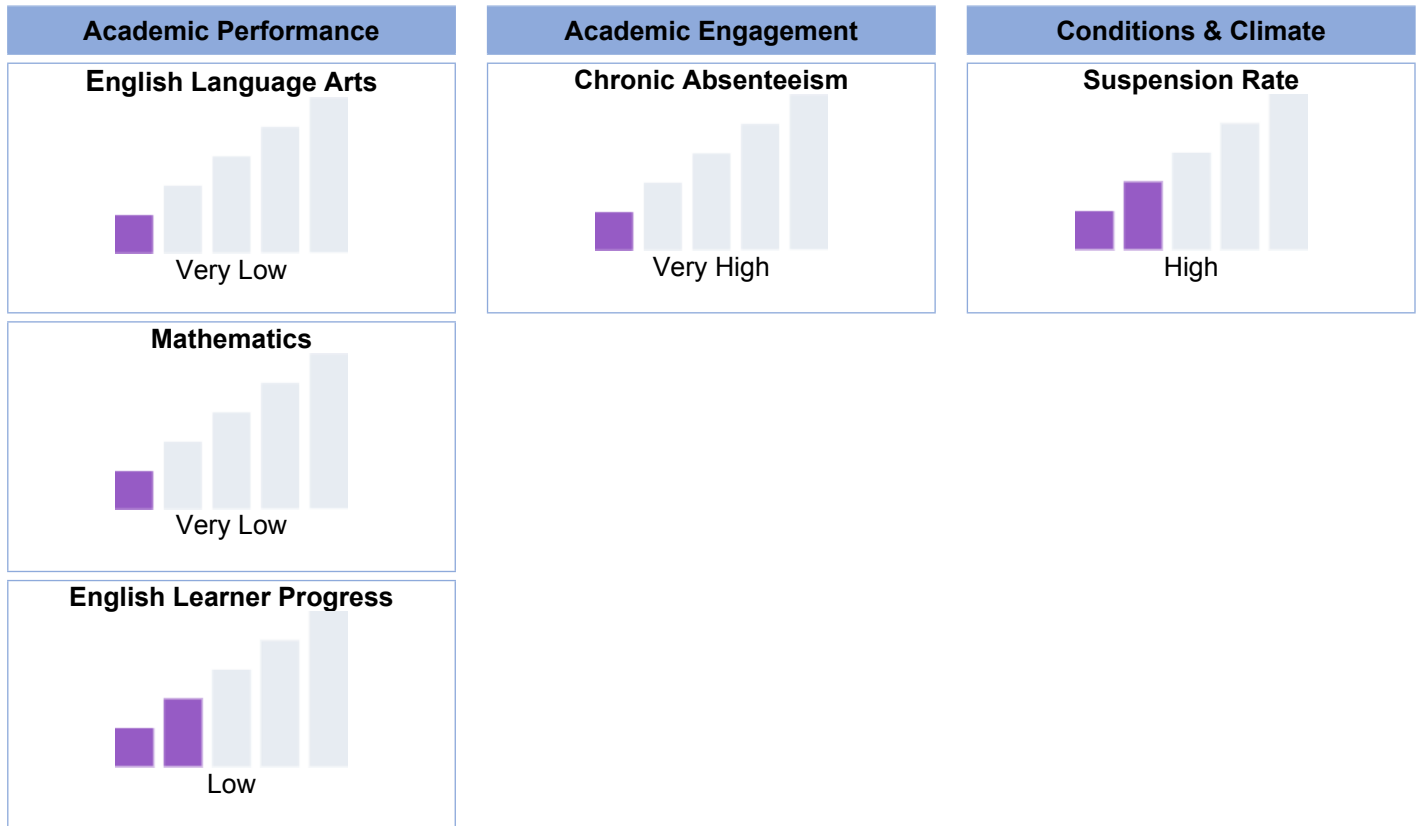 Academic Performance
Academic Engagement
Conditions & Climate
English Language Arts
Very Low
Chronic Absenteeism
Very High
Suspension Rate
High
Mathematics
Very Low
English Learner Progress
Low